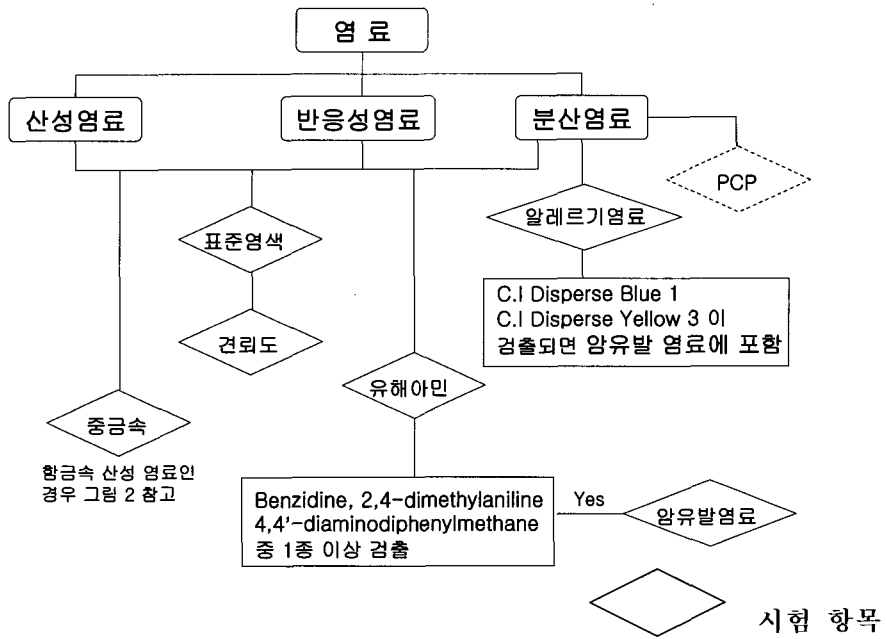 염 료
산성염료
반응성염료
분산염료
PCP
알레르기염료
표준염색
C.I Disperse Blue 1
C.I Disperse Yellow 3 이
검출되면 암유발 염료에 포함
견뢰도
유해아민
중금속
함금속 산성 염료인
경우 그림 2 참고
Benzidine, 2,4-dimethylaniline
4,4'-diaminodiphenylmethane
중 1종 이상 검출
Yes
암유발염료
시험 항목